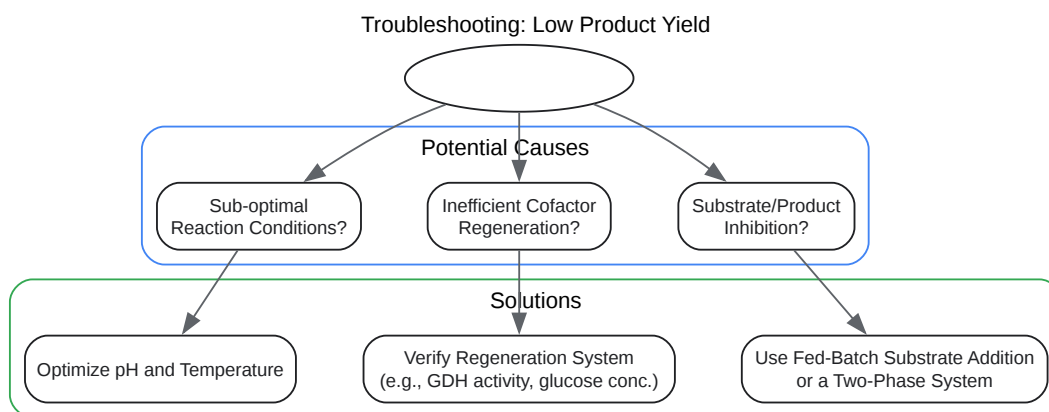 Troubleshooting: Low Product Yield
Potential Causes
Sub-optimal
Reaction Conditions?
Inefficient Cofactor
Regeneration?
Substrate/Product
Inhibition?
Solutions
Optimize pH and Temperature
Verify Regeneration System
(e.g., GDH activity, glucose conc.)
Use Fed-Batch Substrate Addition
or a Two-Phase System